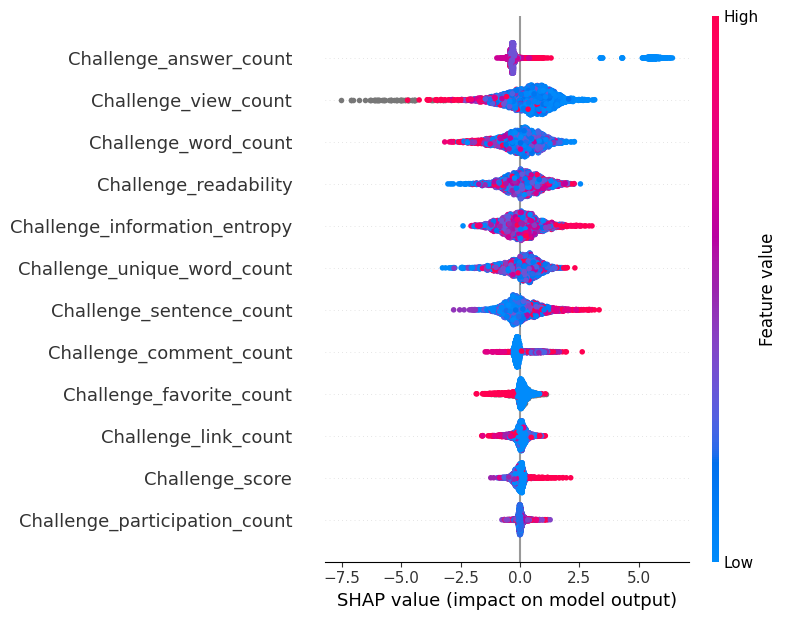 High
Challenge_answer_count
Challenge_view_count
Challenge_word_count
Challenge_readability
Challenge_information_entropy
Challenge_unique_word_count
Challenge_sentence_count
Challenge_comment_count
Challenge_favorite_count
Challenge_link_count
Challenge_score
Challenge_participation_count
Feature value
Low
−7.5 −5.0 −2.5 0.0 2.5 5.0
SHAP value (impact on model output)